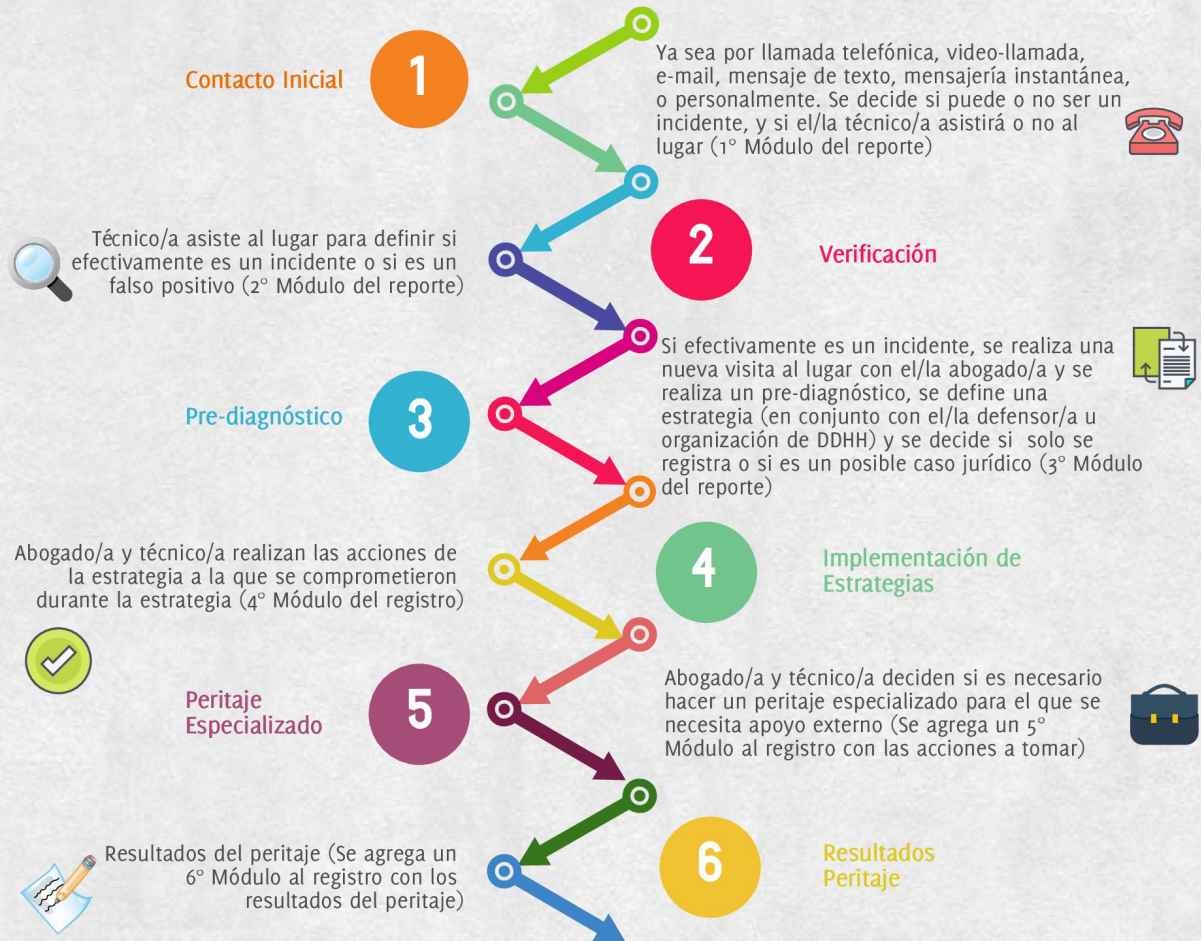 Contacto Inicial
1
Ya sea por llamada telefónica, video-llamada,
e-mail, mensaje de texto, mensajería instantánea,
o personalmente. Se decide si puede o no ser un
incidente, y si el/la técnico/a asistirá o no al
lugar (1° Módulo del reporte)
2
Verificación
Técnico/a asiste al lugar para definir si
efectivamente es un incidente o si es un
falso positivo (2° Módulo del reporte)
Pre-diagnóstico
3
Si efectivamente es un incidente, se realiza una
nueva visita al lugar con el/la abogado/a y se
realiza un pre-diagnóstico, se define una
estrategia (en conjunto con el/la defensor/a u
organización de DDHH) y se decide si solo se
registra o si es un posible caso jurídico (3° Módulo
del reporte)
4
Implementación de
Estrategias
Abogado/a y técnico/a realizan las acciones de
la estrategia a la que se comprometieron
durante la estrategia (4° Módulo del registro)
Peritaje
Especializado
5
Abogado/a y técnico/a deciden si es necesario
hacer un peritaje especializado para el que se
necesita apoyo externo (Se agrega un 5°
Módulo al registro con las acciones a tomar)
6
Resultados
Peritaje
Resultados del peritaje (Se agrega un
6° Módulo al registro con los
resultados del peritaje)